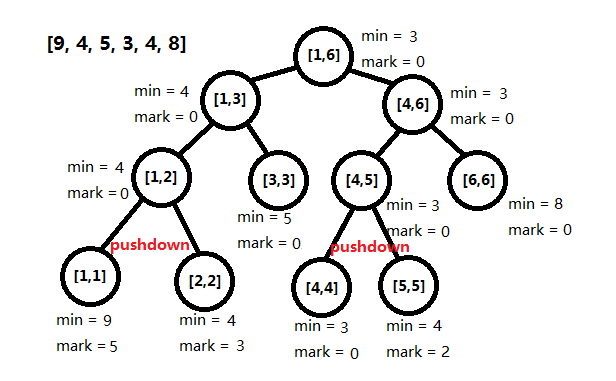 [9, 4, 5, 3, 4, 8]
[1,6]
min = 3
mark = 0
min = 4
mark = 0
[1,3]
[4,6]
min = 3
mark = 0
min = 4
mark =0
[1,2]
[3,3]
min = 5
mark = 0
[4,5]
min = 3
mark = 0
[6,6]
min = 8
mark = 0
pushdown
pushdown
[1,1]
min = 9
mark =5
[2,2]
min = 4
mark = 3
[4,4]
min = 3
mark = 0
[5,5]
min = 4
mark = 2